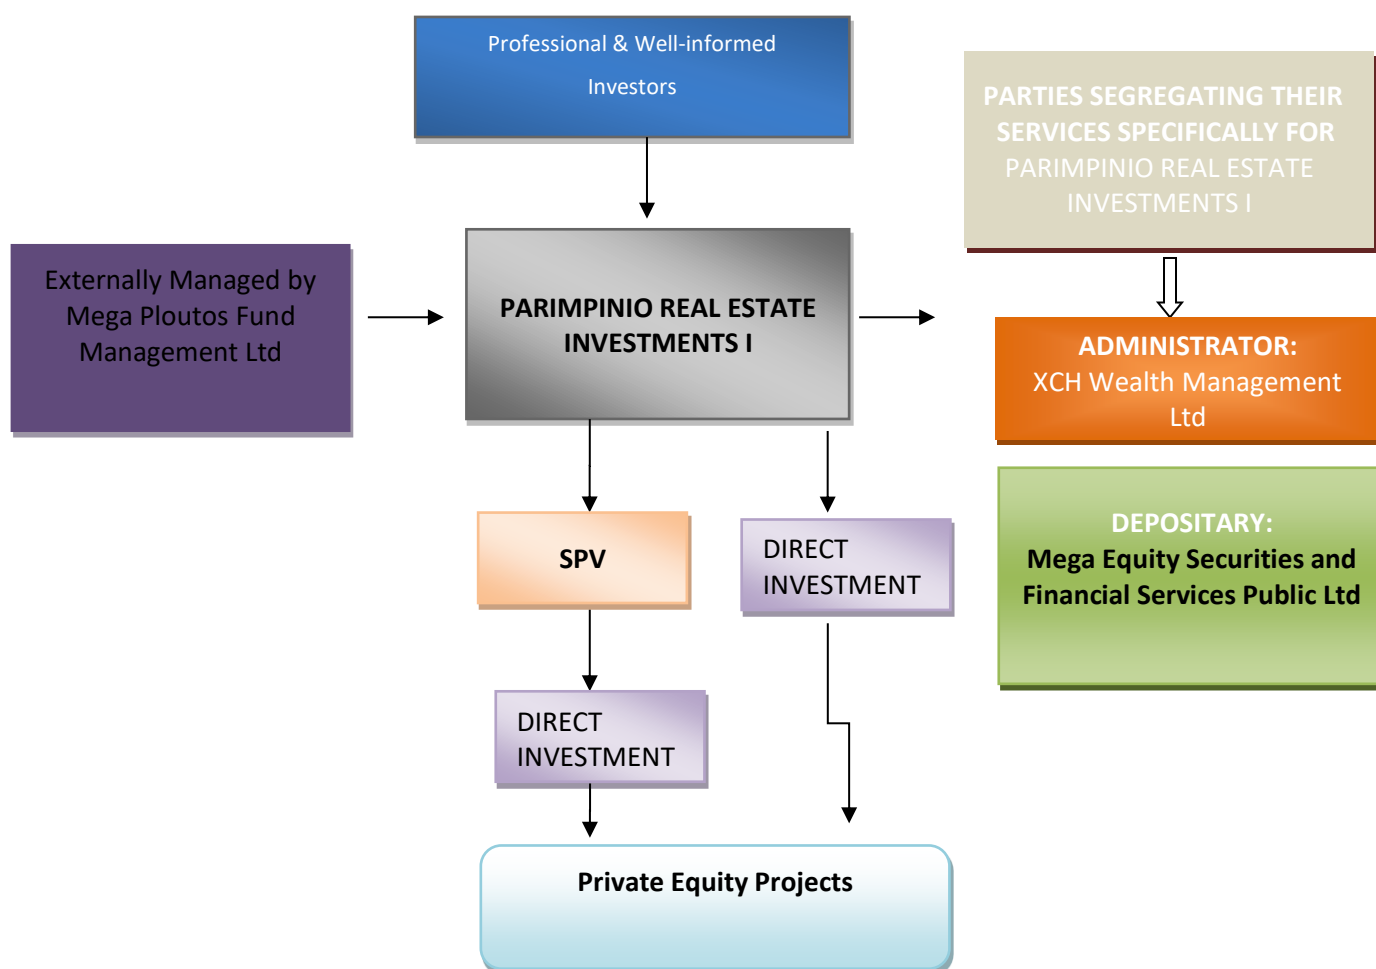 Professional & Well-informed
Investors
PARTIES SEGREGATING THEIR
SERVICES SPECIFICALLY FOR
PARIMPINIO REAL ESTATE
INVESTMENTS I
Externally Managed by
Mega Ploutos Fund
Management Ltd
PARIMPINIO REAL ESTATE
INVESTMENTS I
ADMINISTRATOR:
XCH Wealth Management
Ltd
DEPOSITARY:
Mega Equity Securities and
Financial Services Public Ltd
SPV
DIRECT
INVESTMENT
DIRECT
INVESTMENT
Private Equity Projects